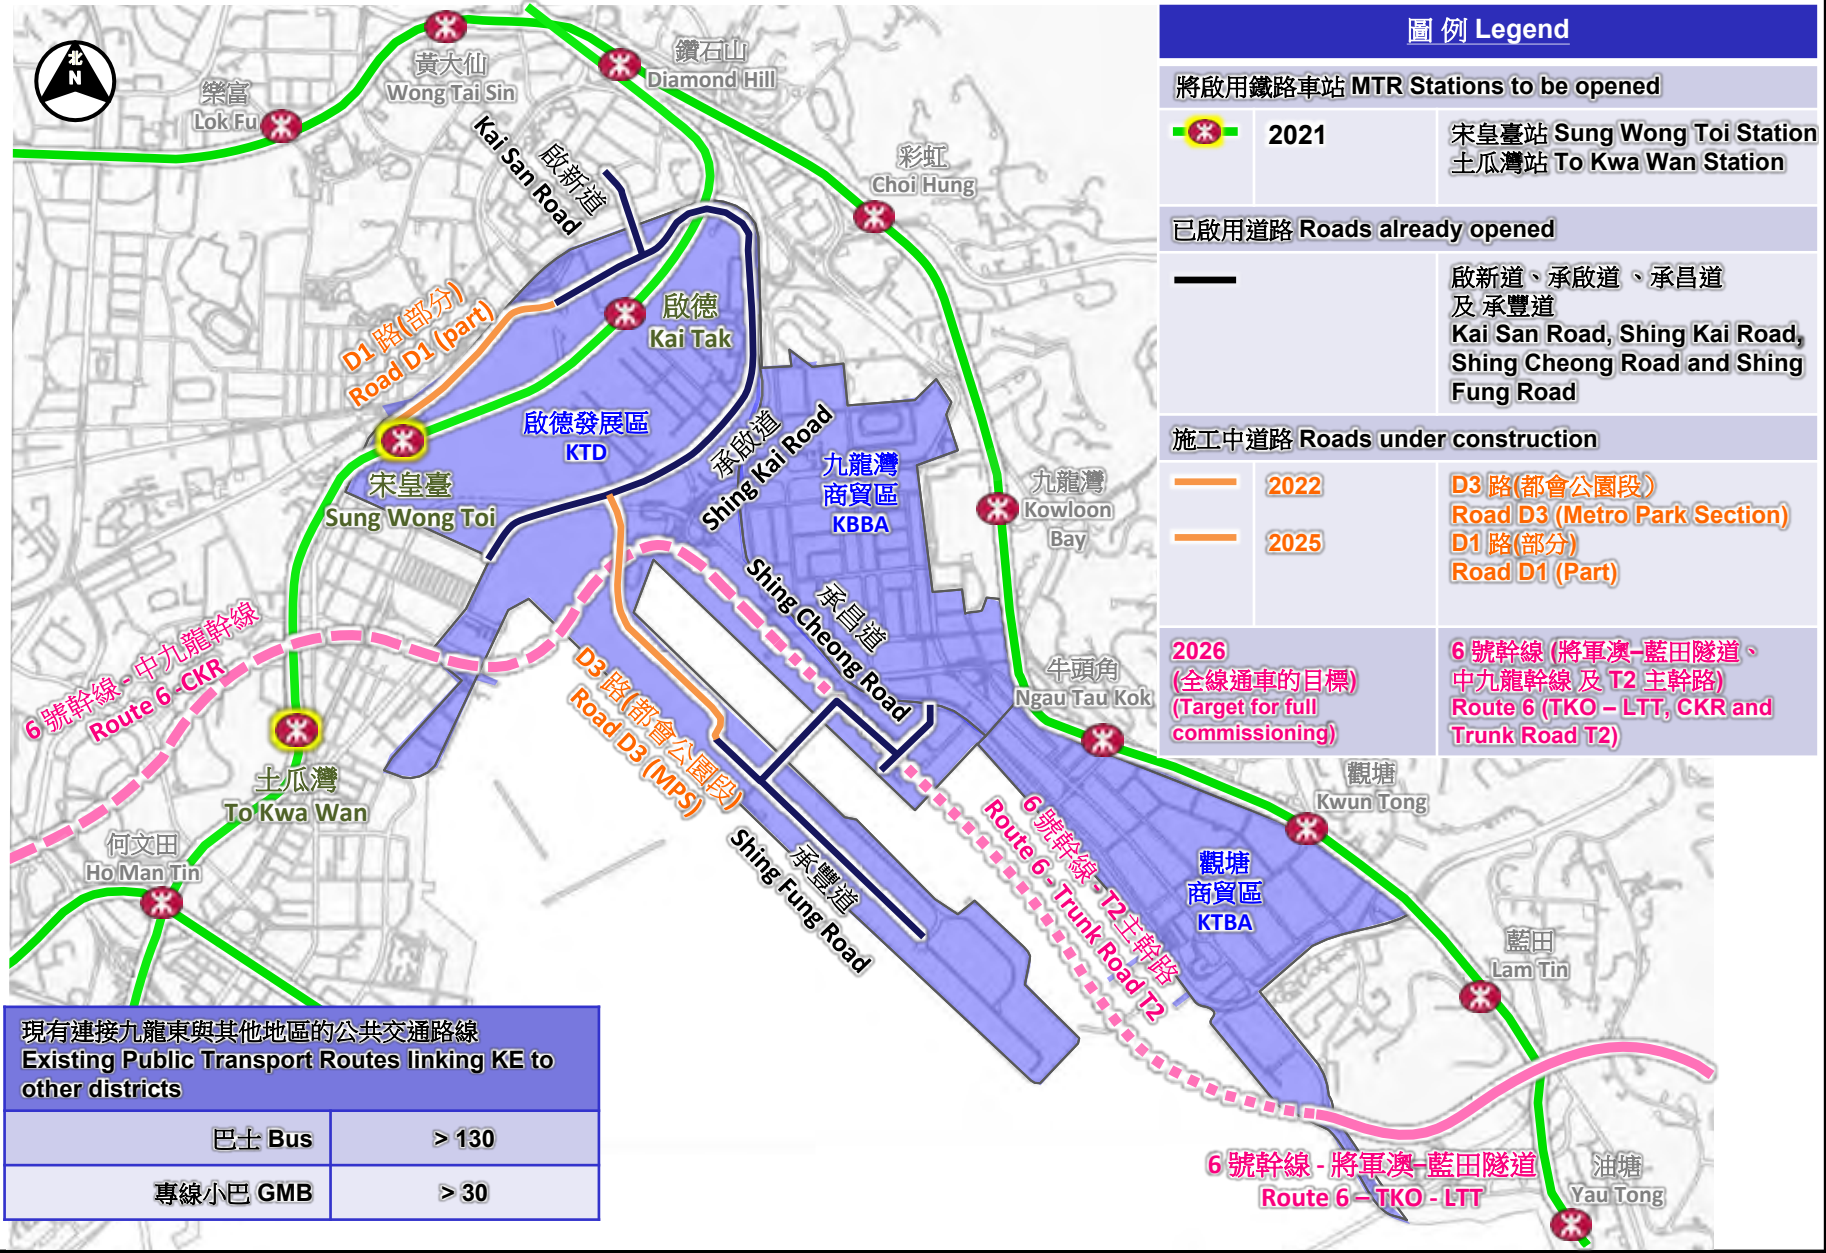 北
N
黃大仙
Wong Tai Sin
鑽石山
Diamond Hill
樂富
Lok Fu
啟新道
Kai San Road
彩虹
Choi Hung
D1 路(部分)
Road D1 (part)
啟德
Kai Tak
啟德發展區
KTD
承啟道
Shing Kai Road
九龍灣
商貿區
KBBA
九龍灣
Kowloon
Bay
宋皇臺
Sung Wong Toi
承昌道
Shing Cheong Road
牛頭角
Ngau Tau Kok
6 號幹線 - 中九龍幹線
Route 6 -CKR
D3 路(都會公園段)
Road D3 (MPS)
土瓜灣
To Kwa Wan
何文田
Ho Man Tin
承豐道
Shing Fung Road
6 號幹線 - T2主幹路
Route 6 - Trunk Road T2
觀塘
Kwun Tong
觀塘
商貿區
KTBA
藍田
Lam Tin
6 號幹線 - 將軍澳–藍田隧道
Route 6 – TKO - LTT
油塘
Yau Tong
圖 例 Legend
將啟用鐵路車站 MTR Stations to be opened
2021
宋皇臺站 Sung Wong Toi Station
土瓜灣站 To Kwa Wan Station
已啟用道路 Roads already opened
啟新道、承啟道 、承昌道
及 承豐道
Kai San Road, Shing Kai Road,
Shing Cheong Road and Shing
Fung Road
施工中道路 Roads under construction
2022
D3 路(都會公園段）
Road D3 (Metro Park Section)
2025
D1 路(部分)
Road D1 (Part)
2026
(全線通車的目標)
(Target for full
commissioning)
6 號幹線 (將軍澳–藍田隧道、
中九龍幹線 及 T2 主幹路)
Route 6 (TKO – LTT, CKR and
Trunk Road T2)
現有連接九龍東與其他地區的公共交通路線
Existing Public Transport Routes linking KE to
other districts
巴士 Bus
> 130
專線小巴 GMB
> 30